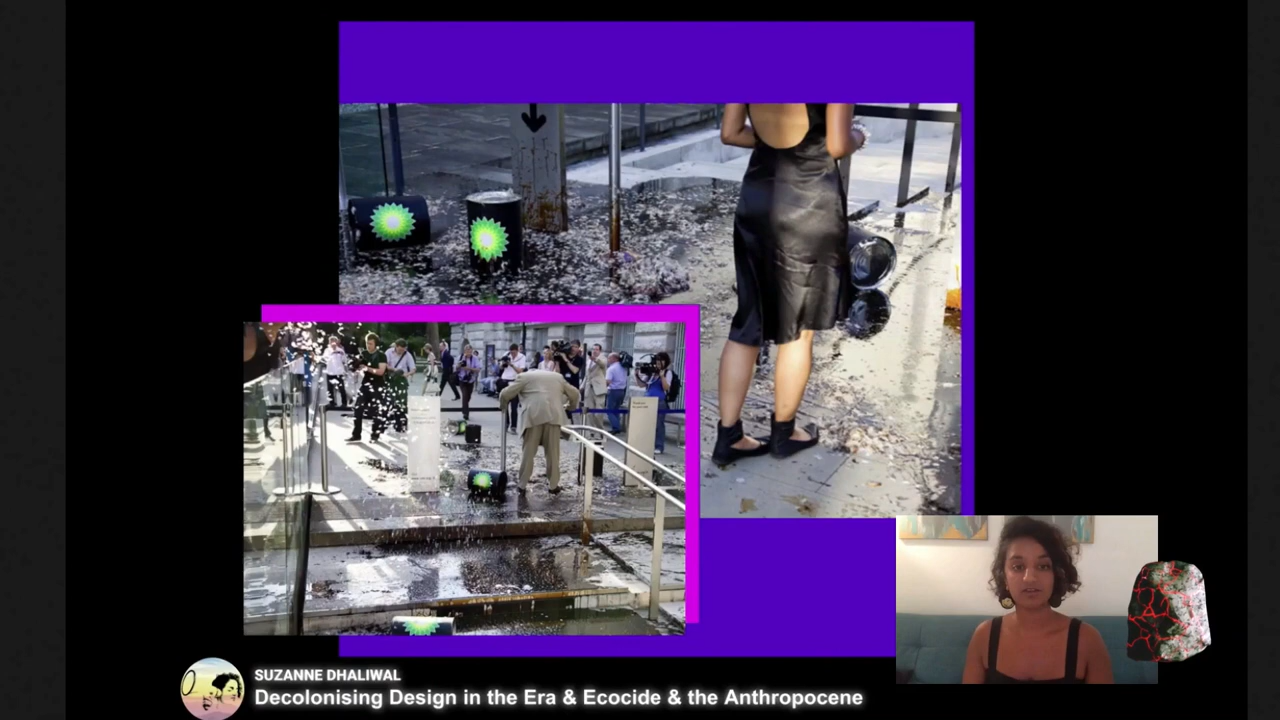 SUZANNE DHALIWAL
Decolonising Design in the Era & Ecocide & the Anthropocene